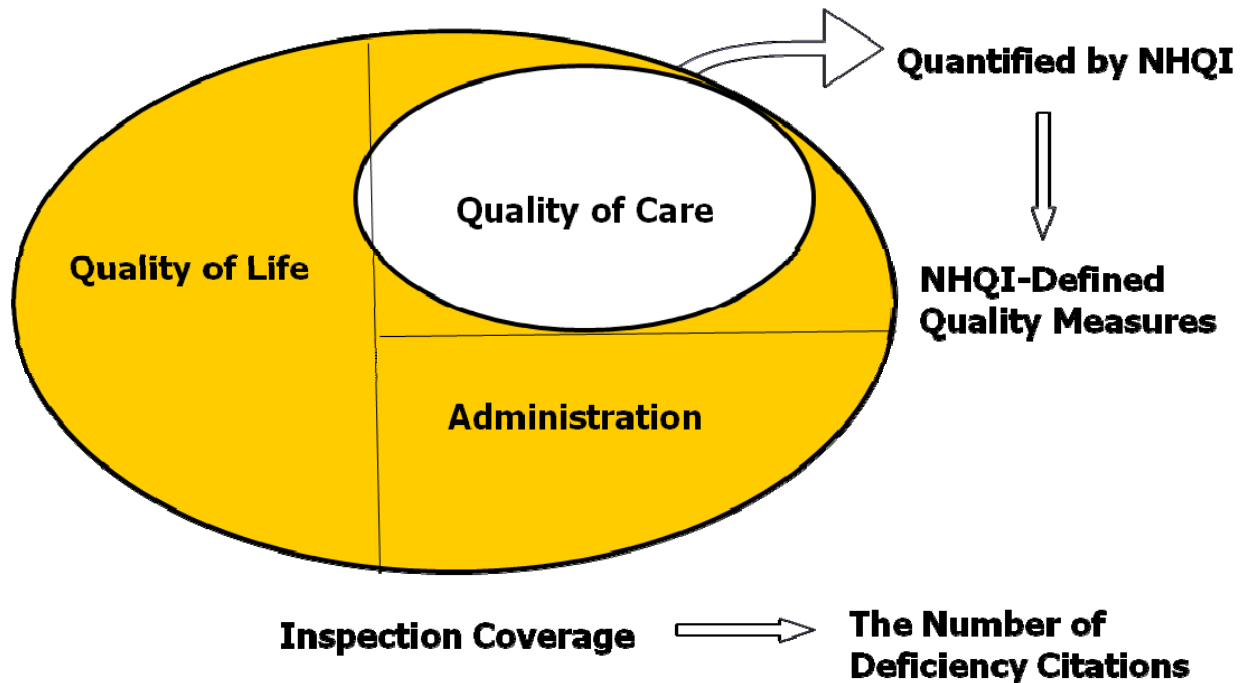 Quantified by NHQI
Quality of Care
Quality of Life
NHQI-Defined
Quality Measures
Administration
Inspection Coverage
The Number of
Deficiency Citations